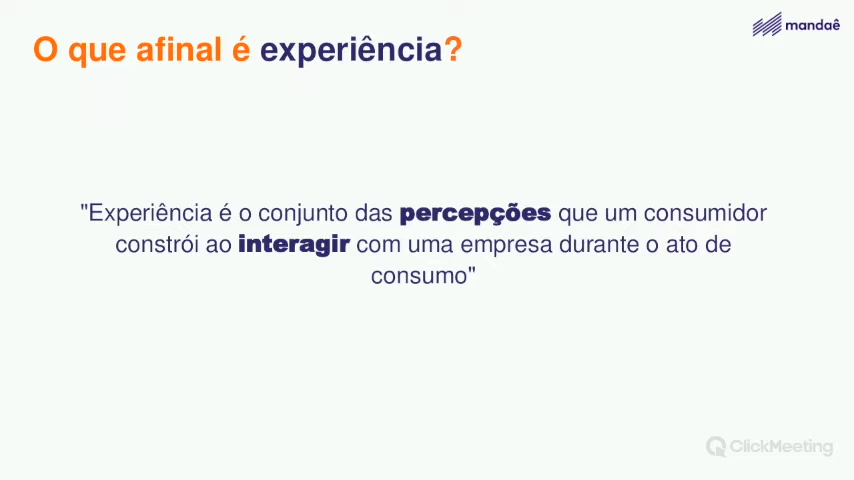 mandaê
O que afinal é experiência?
"Experiência é o conjunto das percepções que um consumidor
constrói ao interagir com uma empresa durante o ato de
consumo"
ClickMeeting